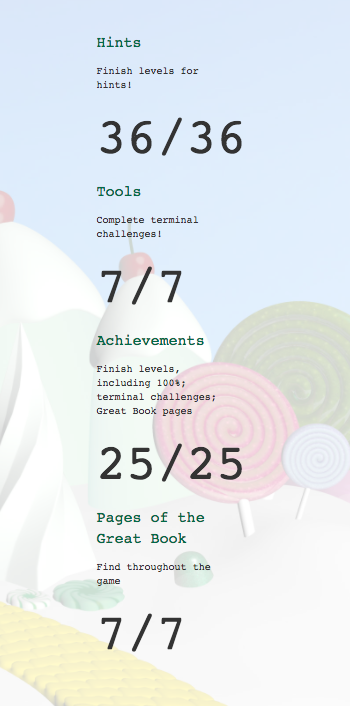 Hints
Finish levels for
hints!
36/36
Tools
Complete terminal
challenges!
7/7
Achievements
Finish levels,
including 100%;
terminal challenges;
Great Book pages
25/25
Pages of the
Great Book
Find throughout the
game
7/7